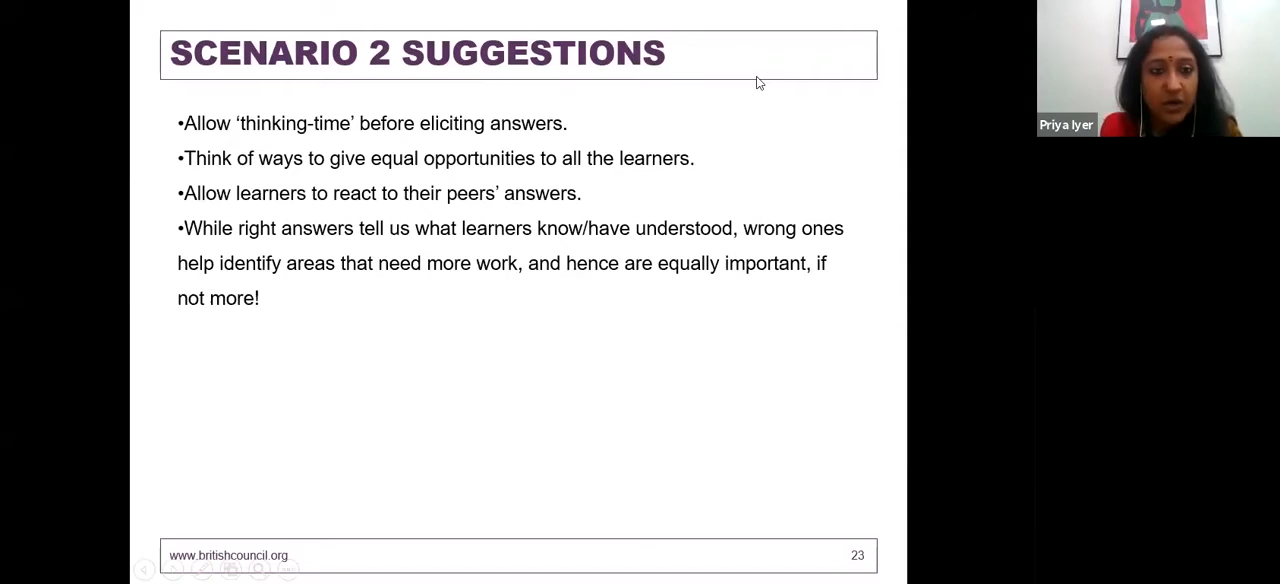 SCENARIO 2 SUGGESTIONS
•Allow ‘thinking-time’ before eliciting answers.
•Think of ways to give equal opportunities to all the learners.
•Allow learners to react to their peers’ answers.
•While right answers tell us what learners know/have understood, wrong ones
help identify areas that need more work, and hence are equally important, if
not more!
www.britishcouncil.org
23
Priya Iyer